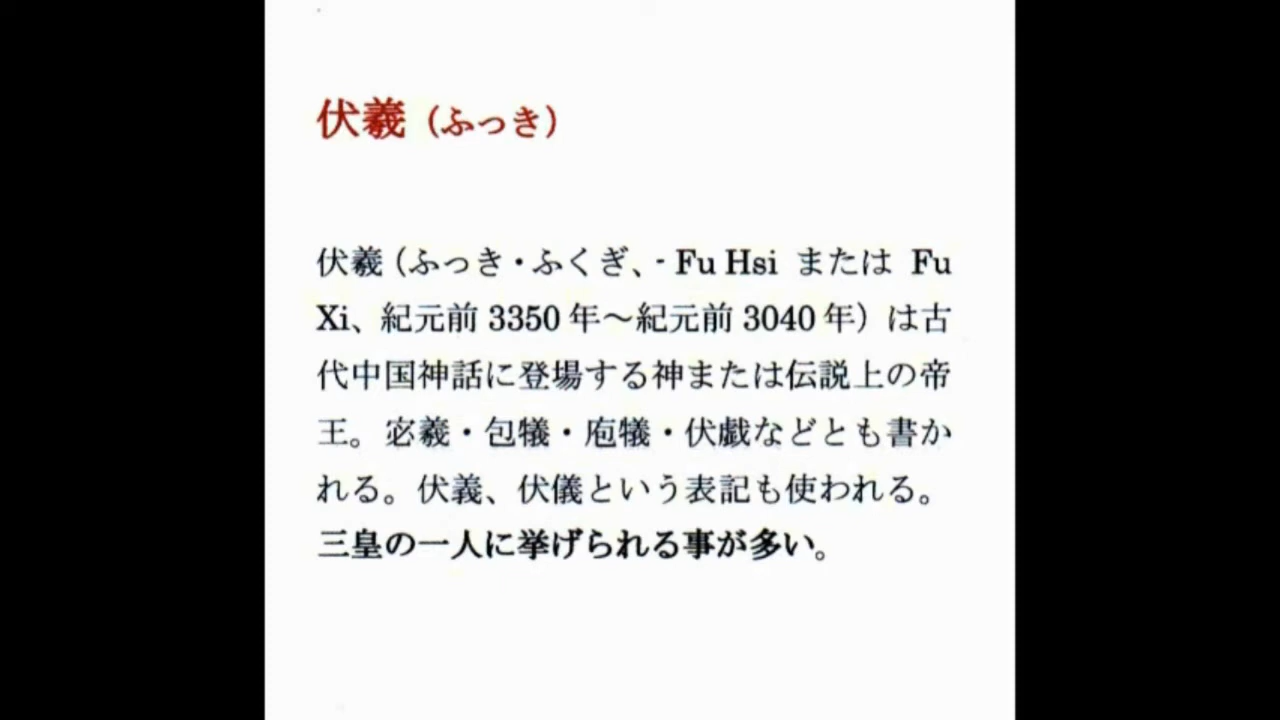 伏羲（ふっき）
伏羲（ふっき・ふくぎ、- Fu Hsi または Fu
Xi、紀元前 3350 年～紀元前 3040 年）は古
代中国神話に登場する神または伝説上の帝
王。宓羲・包犠・庖犠・伏戯などとも書か
れる。伏義、伏儀という表記も使われる。
三皇の一人に挙げられる事が多い。